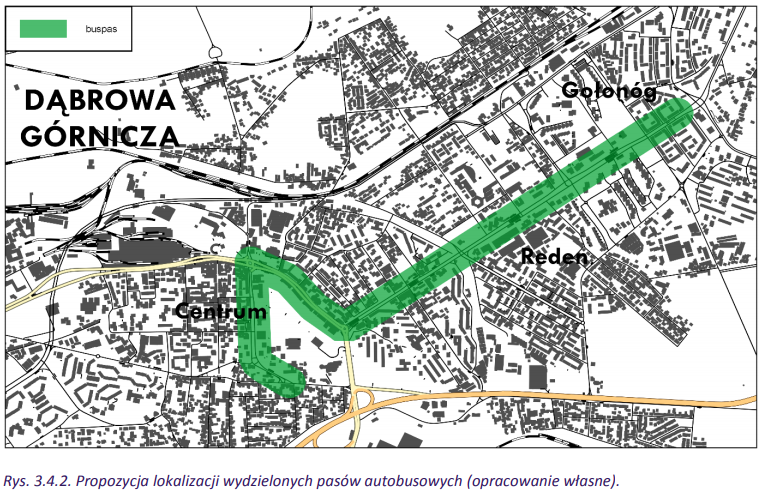 buspas
DĄBROWA
GÓRNICZA
Gołonóg
Reden
Centrum
Rys. 3.4.2. Propozycja lokalizacji wydzielonych pasów autobusowych (opracowanie własne).